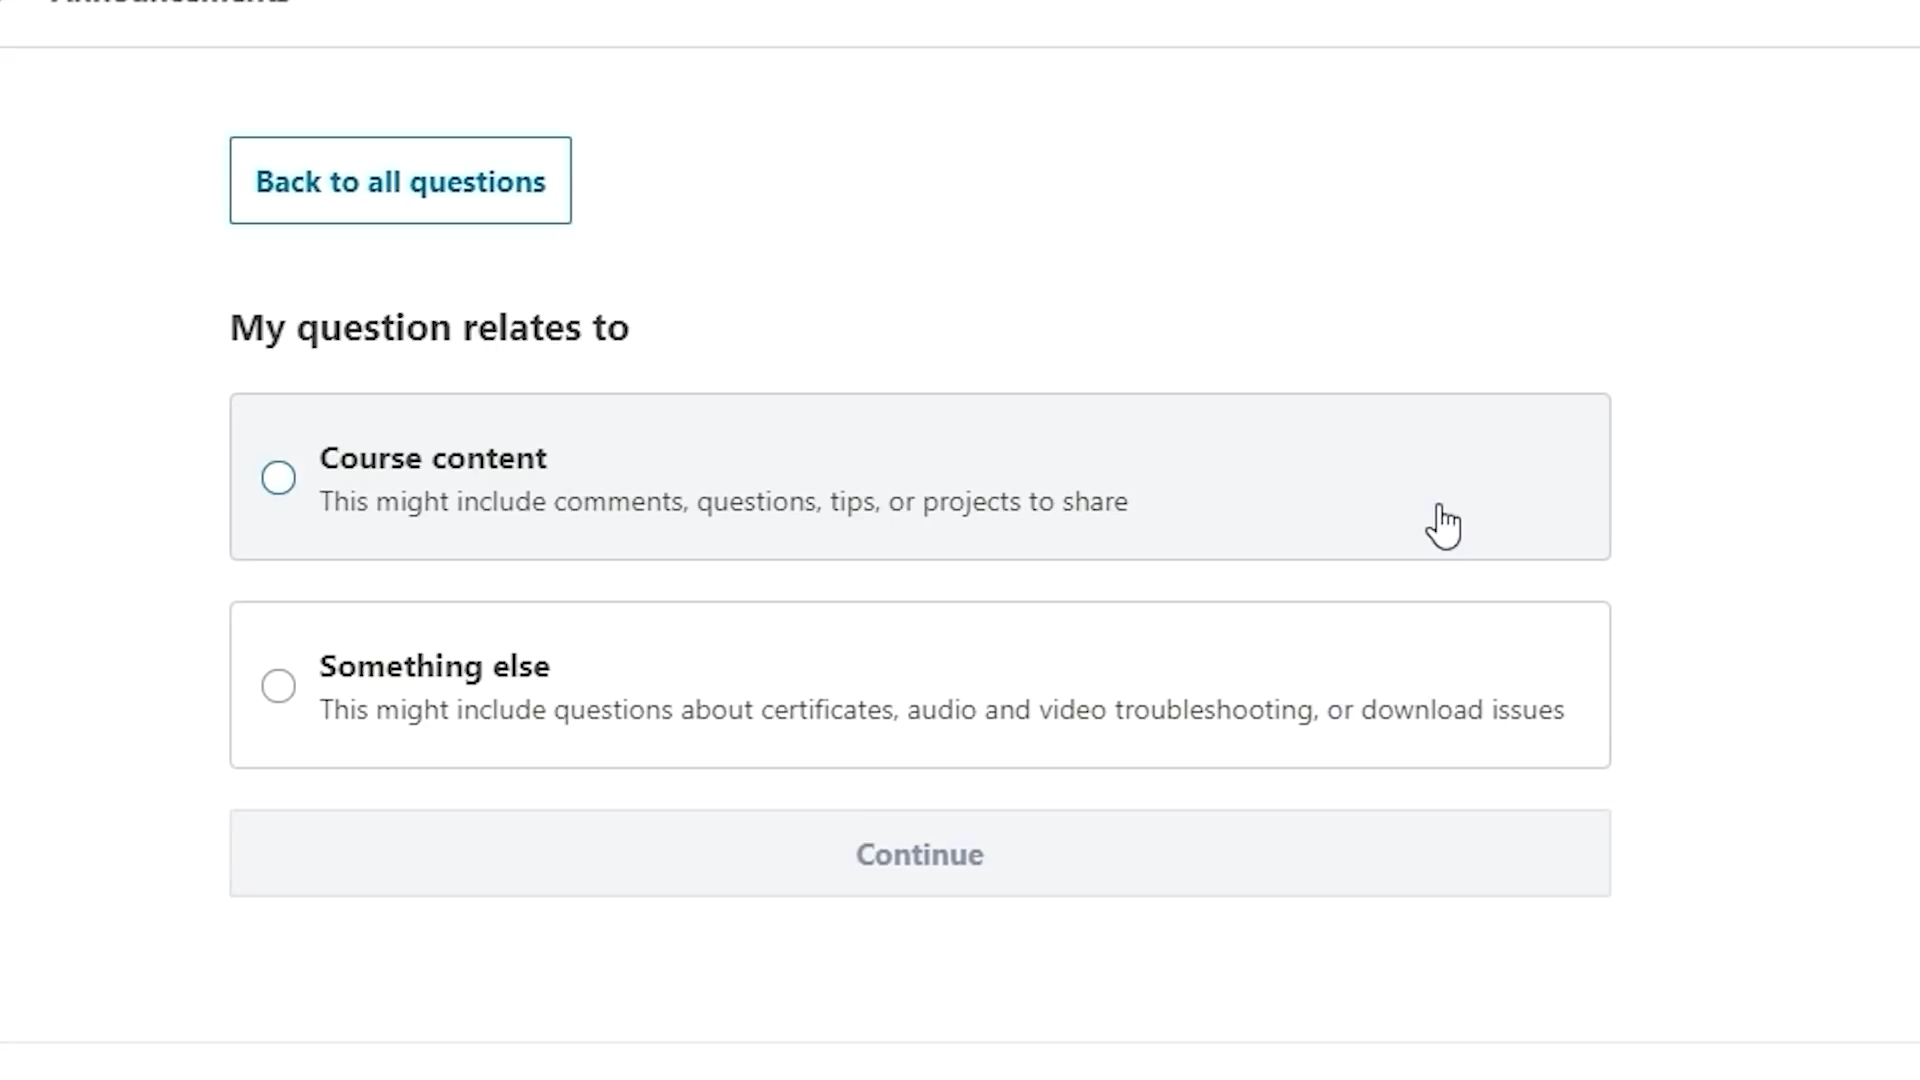 Back to all questions
My question relates to
Course content
This might include comments, questions, tips, or projects to share
Something else
This might include questions about certificates, audio and video troubleshooting, or download issues
Continue